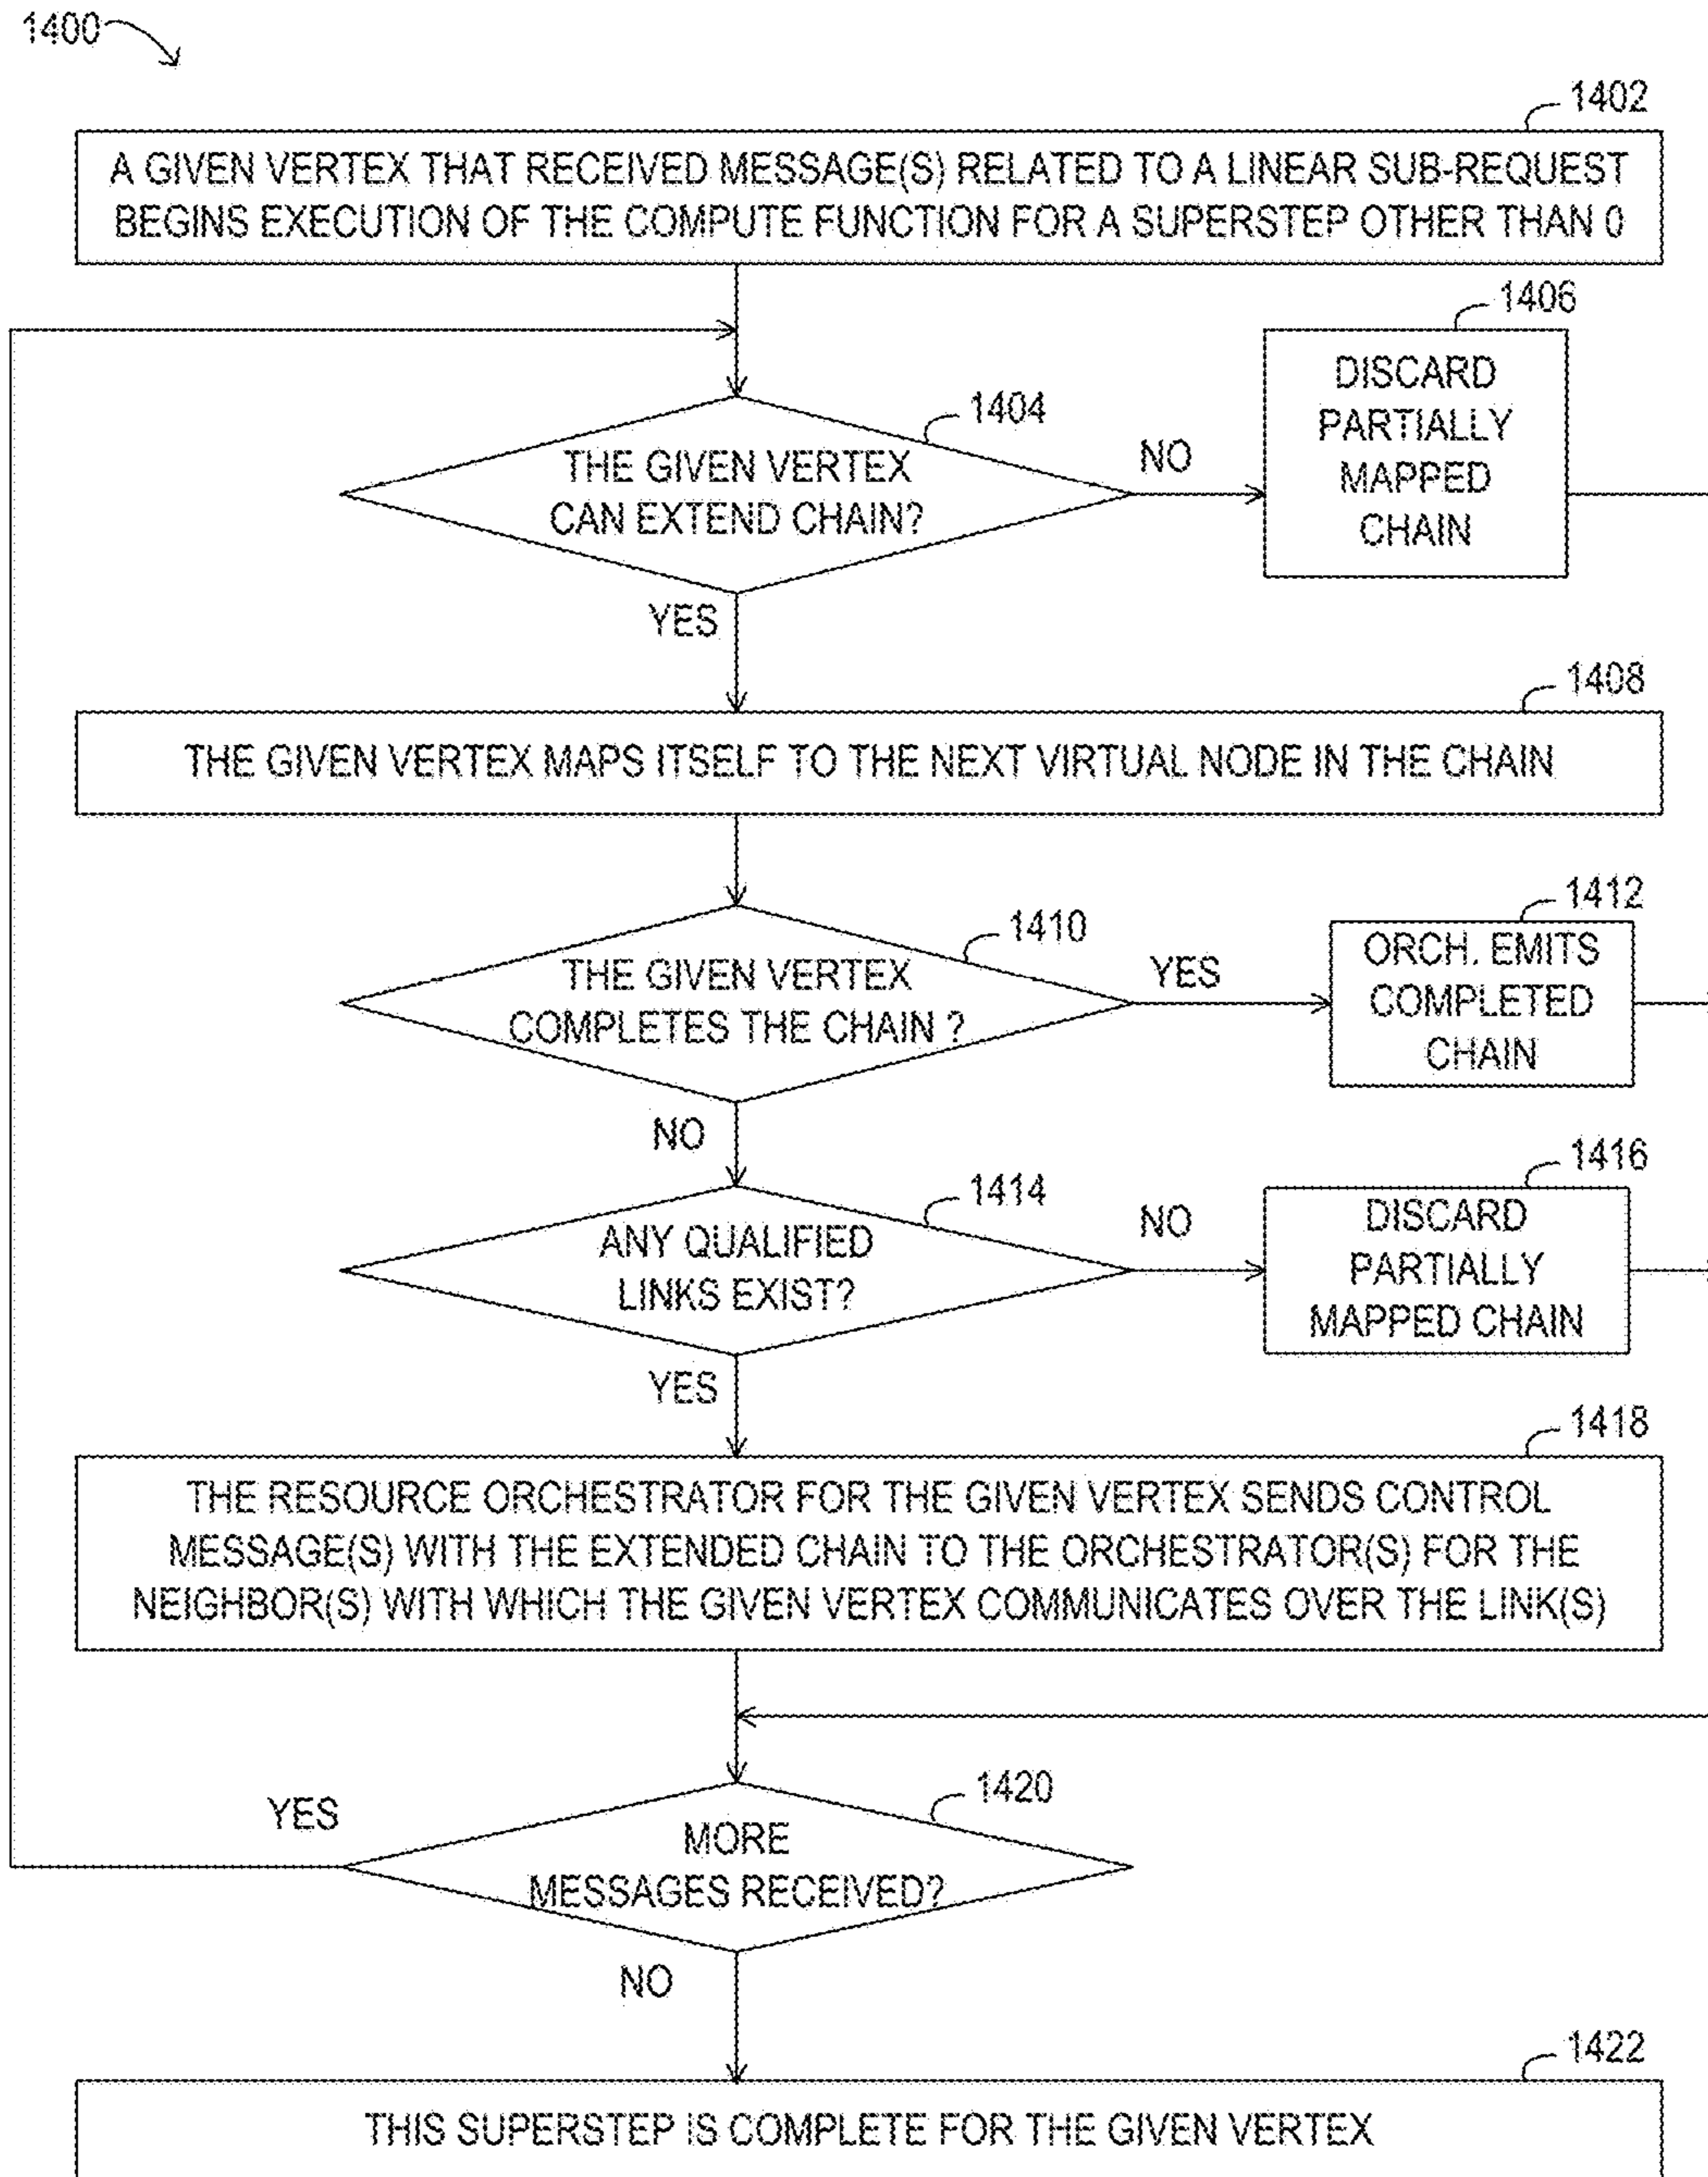 1400
1402
A GIVEN VERTEX THAT RECEIVED MESSAGE(S) RELATED TO A LINEAR SUB-REQUEST
BEGINS EXECUTION OF THE COMPUTE FUNCTION FOR A SUPERSTEP OTHER THAN 0
1404
THE GIVEN VERTEX
CAN EXTEND CHAIN?
NO
1406
DISCARD
PARTIALLY
MAPPED
CHAIN
YES
1408
THE GIVEN VERTEX MAPS ITSELF TO THE NEXT VIRTUAL NODE IN THE CHAIN
1410
THE GIVEN VERTEX
COMPLETES THE CHAIN ?
YES
1412
ORCH. EMITS
COMPLETED
CHAIN
NO
1414
ANY QUALIFIED
LINKS EXIST?
NO
1416
DISCARD
PARTIALLY
MAPPED CHAIN
YES
1418
THE RESOURCE ORCHESTRATOR FOR THE GIVEN VERTEX SENDS CONTROL
MESSAGE(S) WITH THE EXTENDED CHAIN TO THE ORCHESTRATOR(S) FOR THE
NEIGHBOR(S) WITH WHICH THE GIVEN VERTEX COMMUNICATES OVER THE LINK(S)
1420
YES
MORE
MESSAGES RECEIVED?
NO
1422
THIS SUPERSTEP IS COMPLETE FOR THE GIVEN VERTEX